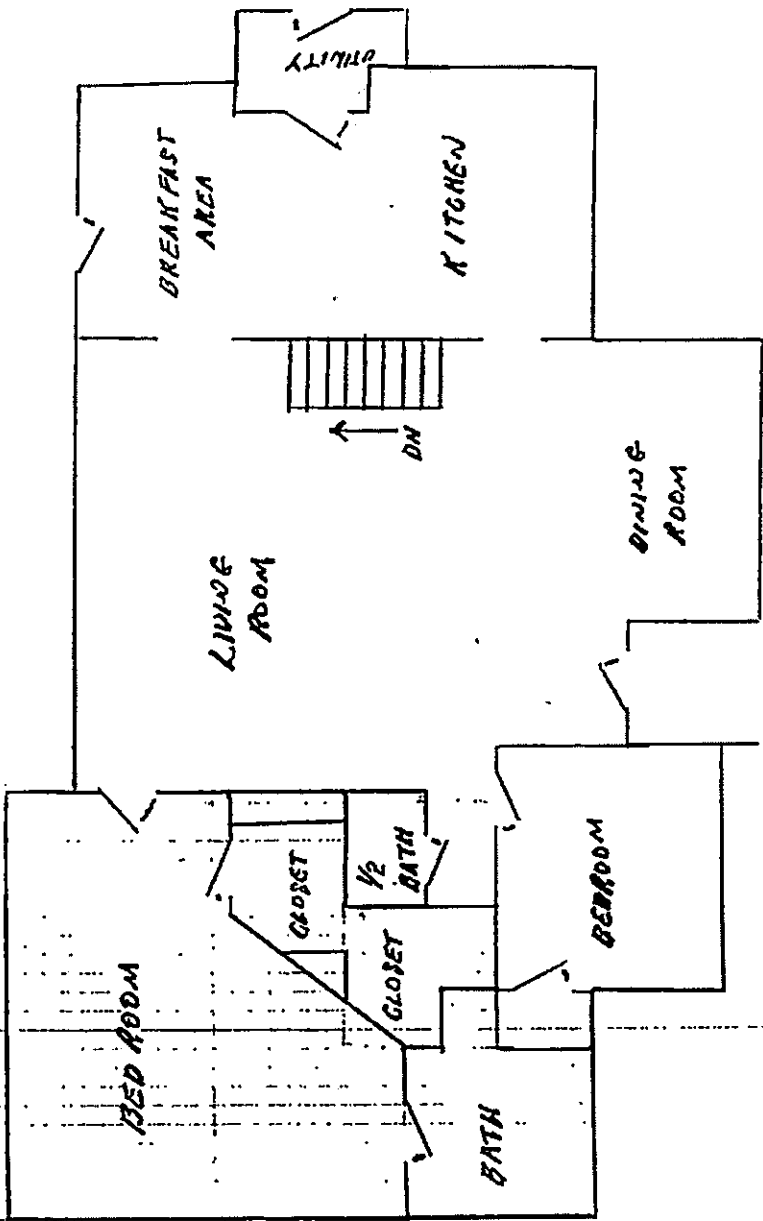 UTILITY
BREAKFAST
AREA
KITCHEN
DN
LIVING
ROOM
DINING
ROOM
CLOSET
1/2
BATH
BED ROOM
CLOSET
BEDROOM
BATH